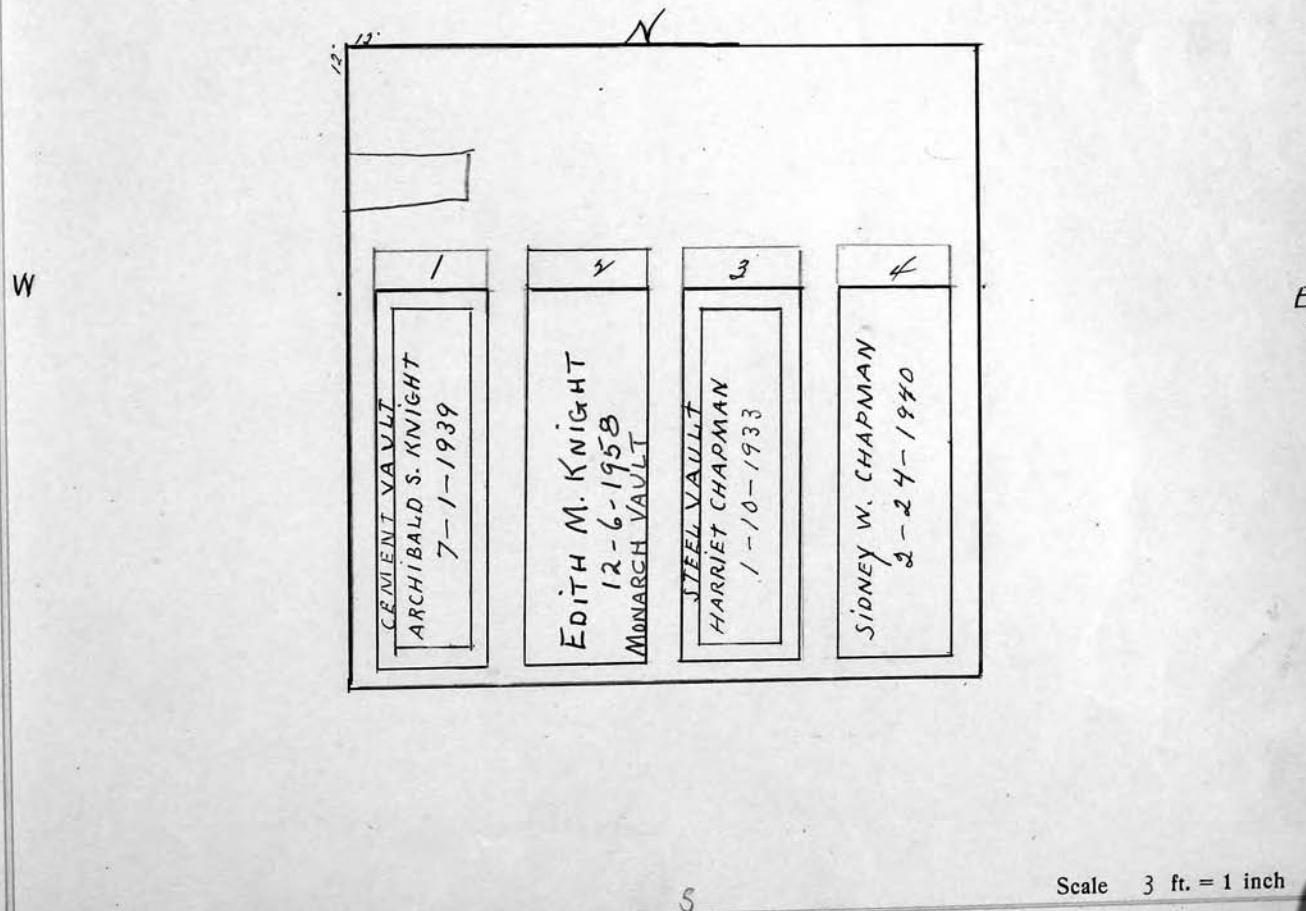 N
12'
12'
W
E
1
CEMENT VAULT
ARCHIBALD S. KNIGHT
7-1-1939
2
EDITH M. KNIGHT
12-6-1958
MONARCH VAULT
3
STEEL VAULT
HARRIET CHAPMAN
1-10-1933
4
SIDNEY W. CHAPMAN
2-24-1940
S
Scale 3 ft. = 1 inch